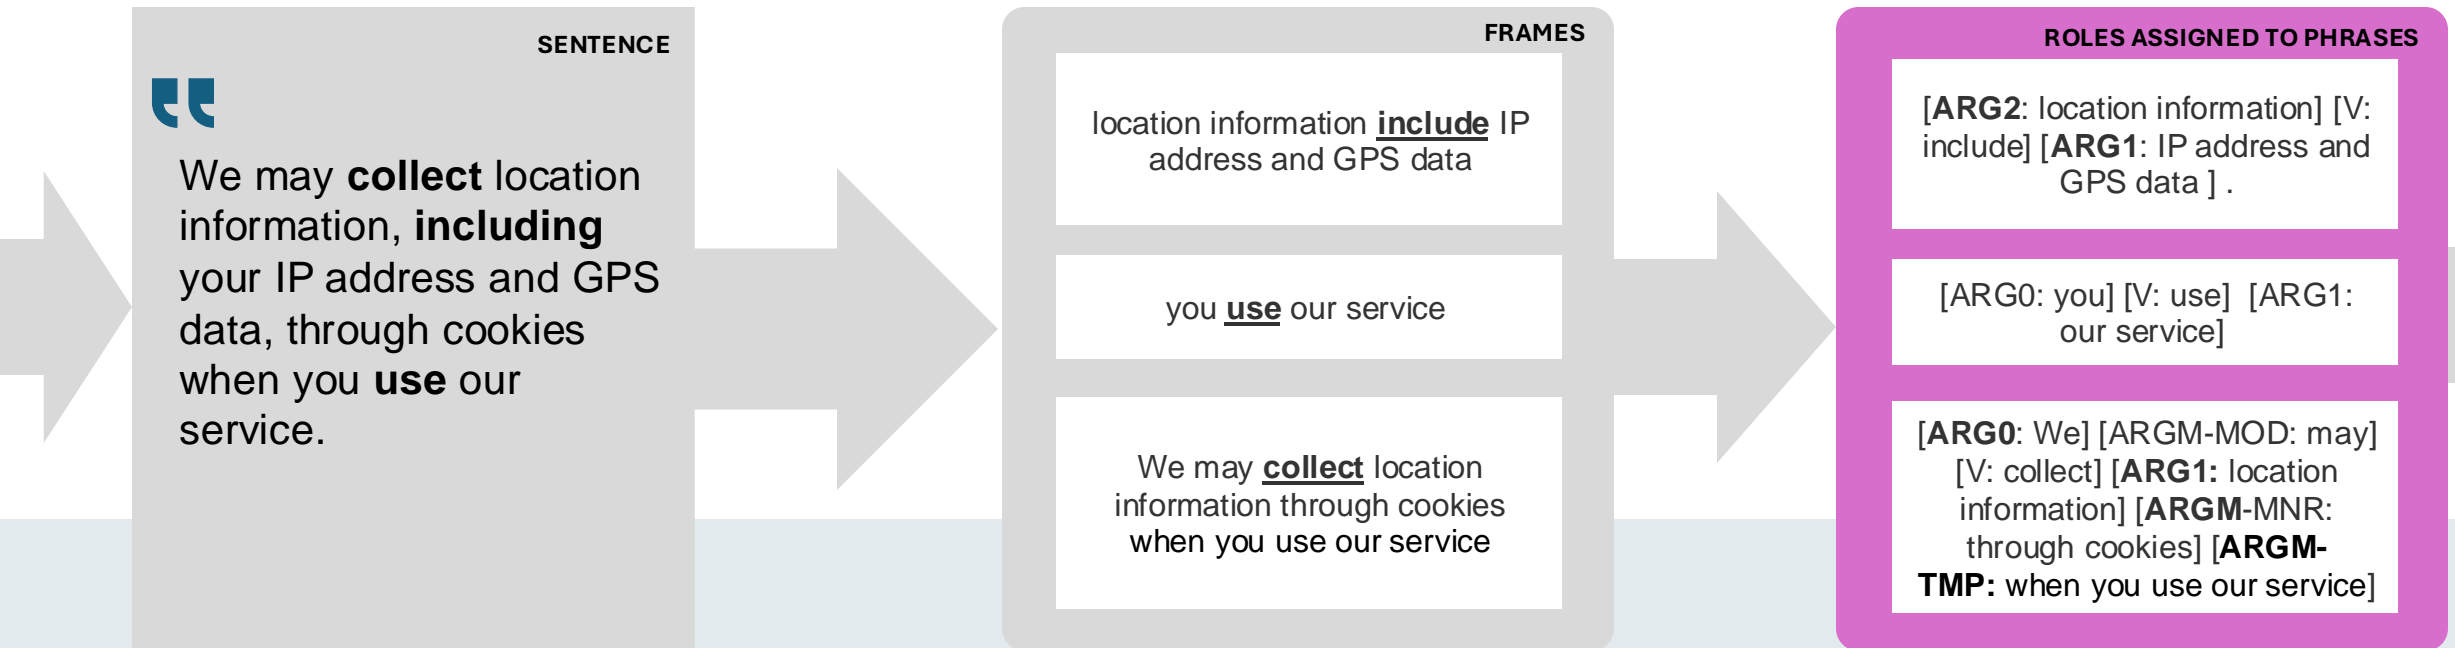 SENTENCE
We may collect location
information, including
your IP address and GPS
data, through cookies
when you use our
service.
FRAMES
location information include IP
address and GPS data
you use our service
We may collect location
information through cookies
when you use our service
ROLES ASSIGNED TO PHRASES
[ARG2: location information] [V:
include] [ARG1: IP address and
GPS data ] .
[ARG0: you] [V: use]  [ARG1:
our service]
[ARG0: We] [ARGM-MOD: may]
[V: collect] [ARG1: location
information] [ARGM-MNR:
through cookies] [ARGM-
TMP: when you use our service]